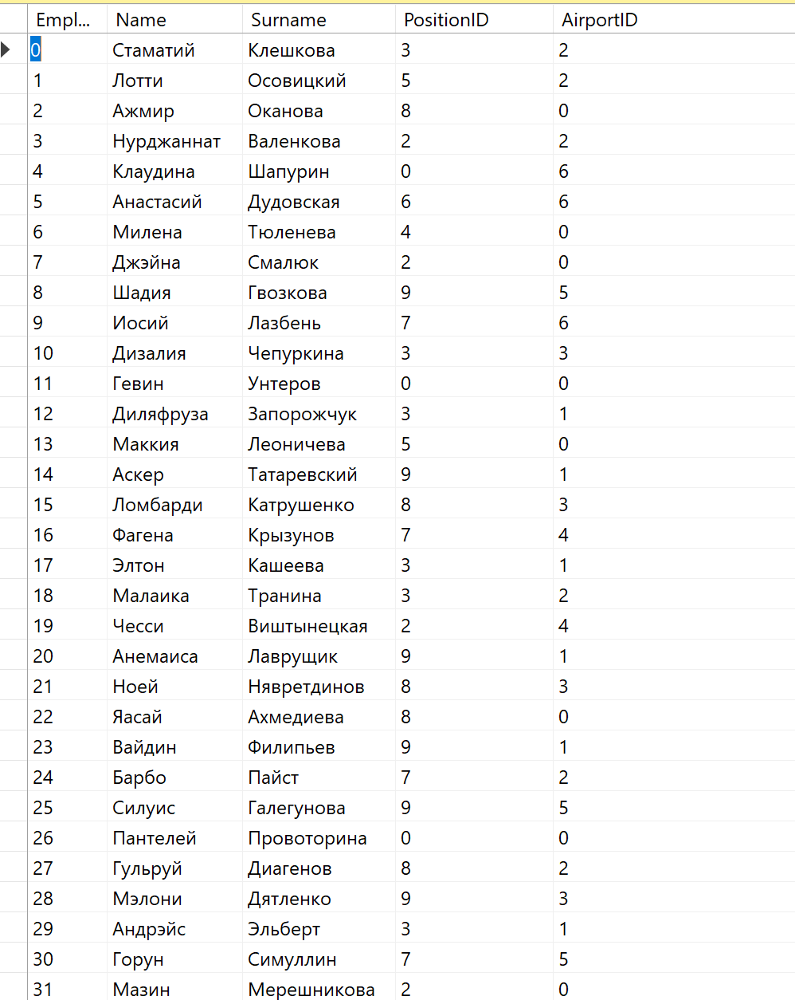 Empl... Name Surname PositionID AirportID
0 Стаматий Клешкова 3 2
1 Лотти Осовицкий 5 2
2 Ажмир Оканова 8 0
3 Нурджаннат Валенкова 2 2
4 Клаудина Шапурин 0 6
5 Анастасий Дудовская 6 6
6 Милена Тюленева 4 0
7 Джэйна Смалюк 2 0
8 Шадия Гвозкова 9 5
9 Иосий Лазбень 7 6
10 Дизалия Чепуркина 3 3
11 Гевин Унтеров 0 0
12 Диляфруза Запорожчук 3 1
13 Маккия Леоничева 5 0
14 Аскер Татаревский 9 1
15 Ломбарди Катрушенко 8 3
16 Фагена Крызунов 7 4
17 Элтон Кашеева 3 1
18 Малаика Транина 3 2
19 Чесси Виштынецкая 2 4
20 Анемаиса Лаврущик 9 1
21 Ноей Нявретдинов 8 3
22 Яасай Ахмедиева 8 0
23 Вайдин Филипьев 9 1
24 Барбо Пайст 7 2
25 Силуис Галегунова 9 5
26 Пантелей Провоторина 0 0
27 Гульруй Диагенов 8 2
28 Мэлони Дятленко 9 3
29 Андрэйс Эльберт 3 1
30 Горун Симуллин 7 5
31 Мазин Мерешникова 2 0